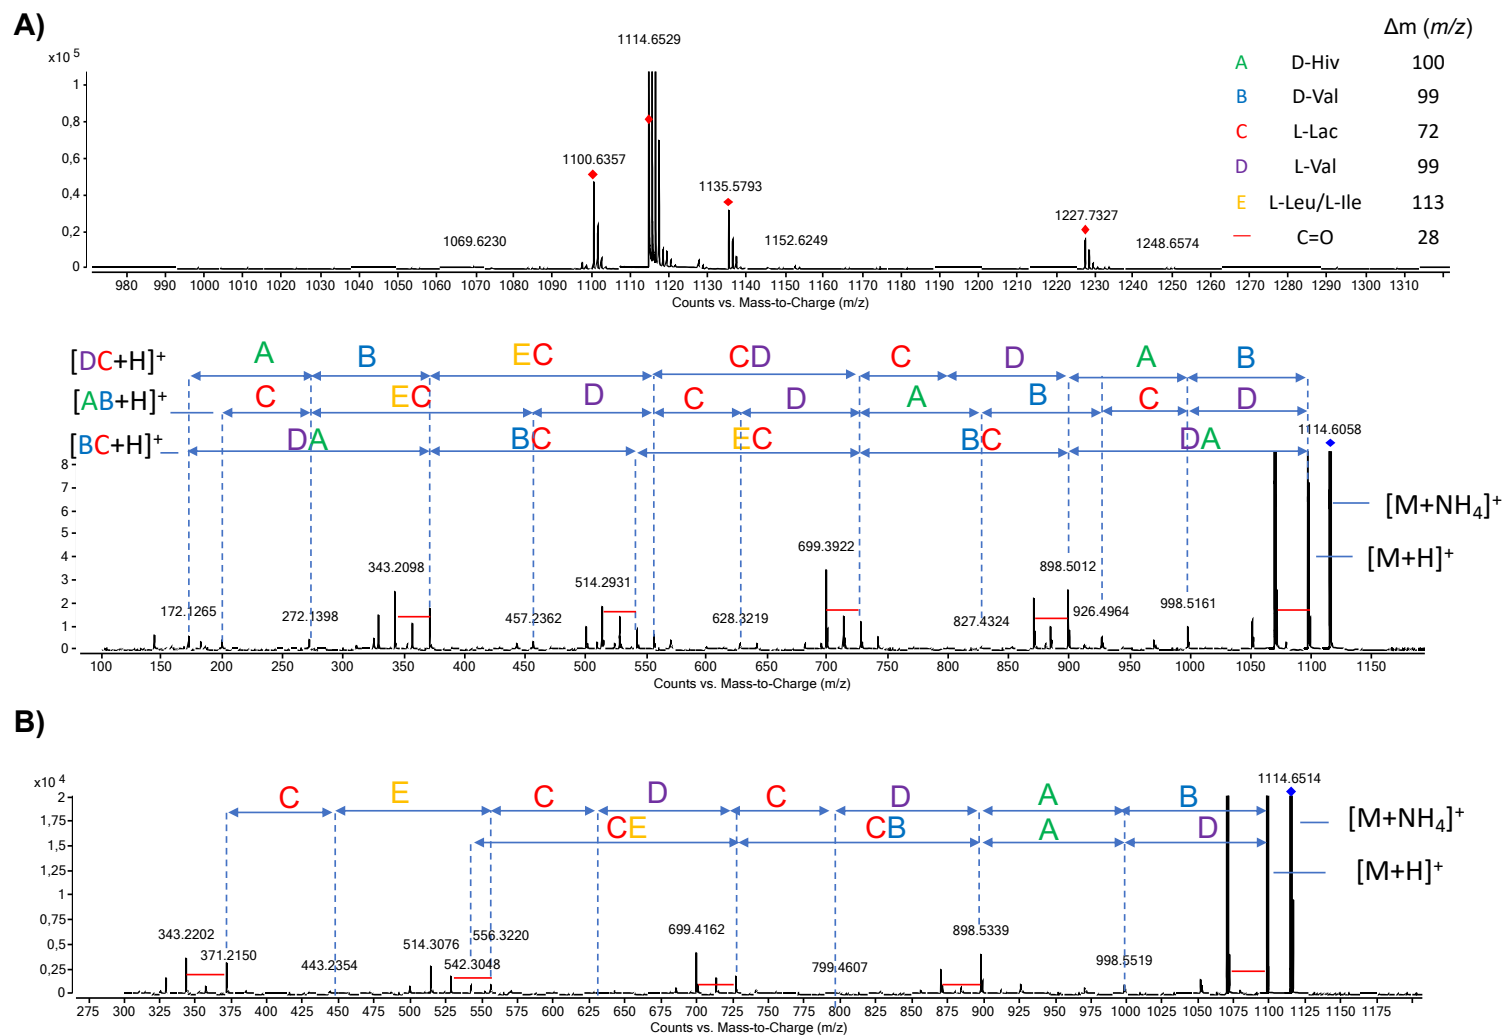 A)
Δm (m/z)
A D-Hiv 100
B D-Val 99
C L-Lac 72
D L-Val 99
E L-Leu/L-Ile 113
— C=O 28
x10 5
1
0,8
0,6
0,4
0,2
0
1114.6529
1100.6357
1135.5793
1227.7327
1069.6230
1152.6249
1248.6574
980 990 1000 1010 1020 1030 1040 1050 1060 1070 1080 1090 1100 1110 1120 1130 1140 1150 1160 1170 1180 1190 1200 1210 1220 1230 1240 1250 1260 1270 1280 1290 1300 1310
Counts vs. Mass-to-Charge (m/z)
[DC+H]+ A B EC CD C D A B
[AB+H]+ C EC D C D A B C D
[BC+H]+ DA BC EC BC DA
1114.6058
[M+NH4]+
[M+H]+
8
7
6
5
4
3
2
1
0
172.1265
272.1398
343.2098
457.2362
514.2931
628.3219
699.3922
827.4324
898.5012
926.4964
998.5161
100 150 200 250 300 350 400 450 500 550 600 650 700 750 800 850 900 950 1000 1050 1100 1150
Counts vs. Mass-to-Charge (m/z)
B)
x10 4
2
1,75
1,5
1,25
1
0,75
0,5
0,25
0
C E C D C D A B
CE CB A D
1114.6514
[M+NH4]+
[M+H]+
343.2202
371.2150
443.2354
514.3076
556.3220
542.3048
699.4162
799.4607
898.5339
998.5519
275 300 325 350 375 400 425 450 475 500 525 550 575 600 625 650 675 700 725 750 775 800 825 850 875 900 925 950 975 1000 1025 1050 1075 1100 1125 1150 1175
Counts vs. Mass-to-Charge (m/z)